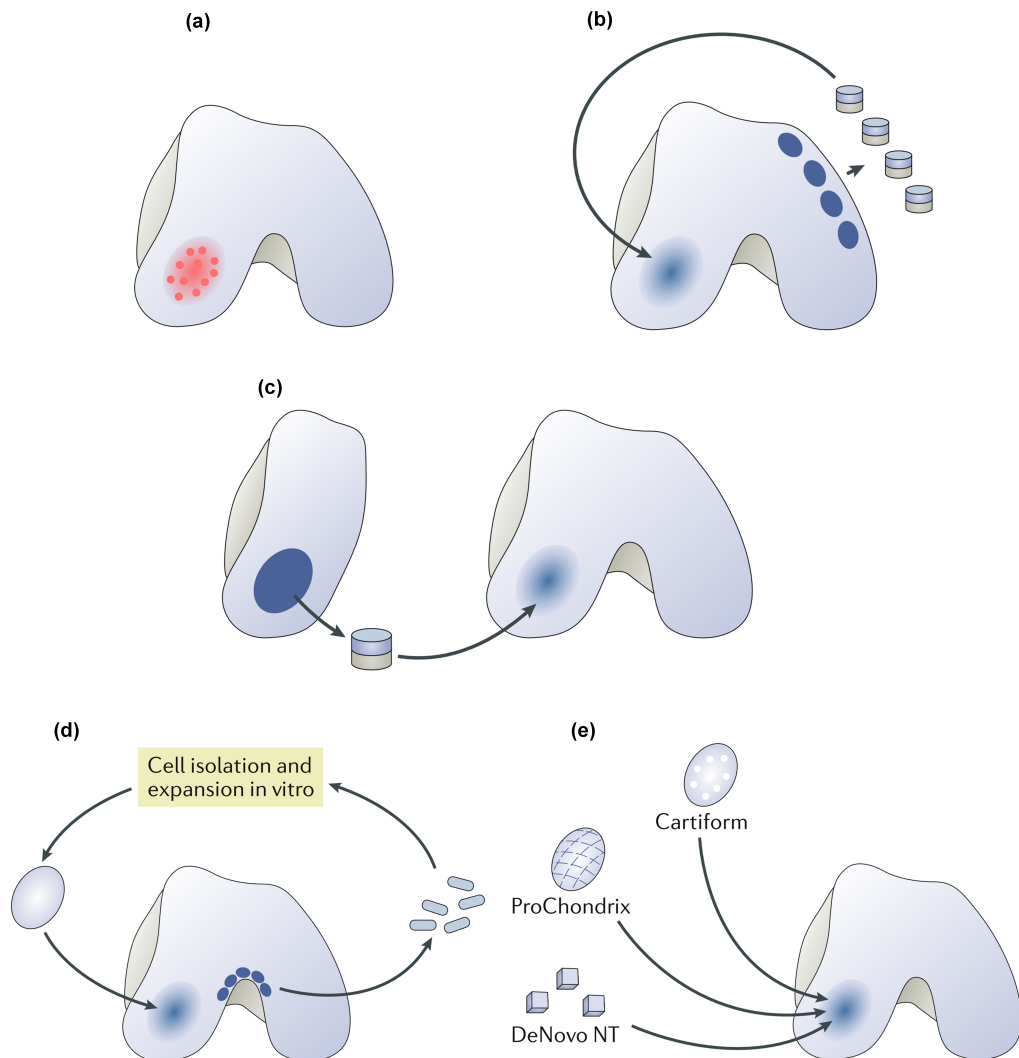 (a)
(b)
(c)
(d)
Cell isolation and
expansion in vitro
(e)
Cartiform
ProChondrix
DeNovo NT